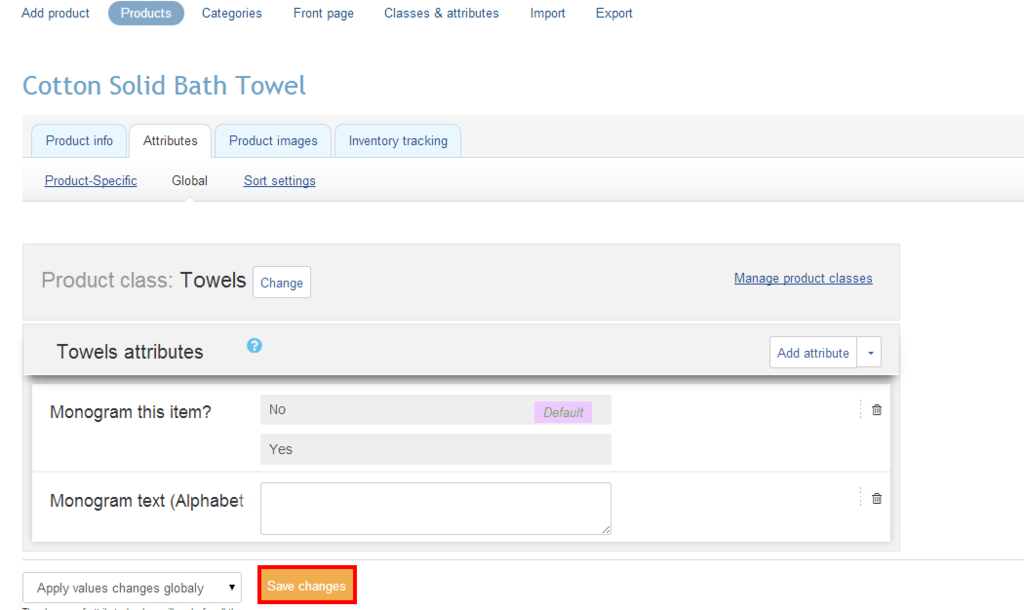 Add product Products Categories Front page Classes & attributes Import Export
Cotton Solid Bath Towel
Product info Attributes Product images Inventory tracking
Product-Specific Global Sort settings
Product class: Towels Change Manage product classes
Towels attributes ? Add attribute
Monogram this item? No Default
Yes
Monogram text (Alphabet
Apply values changes globaly Save changes